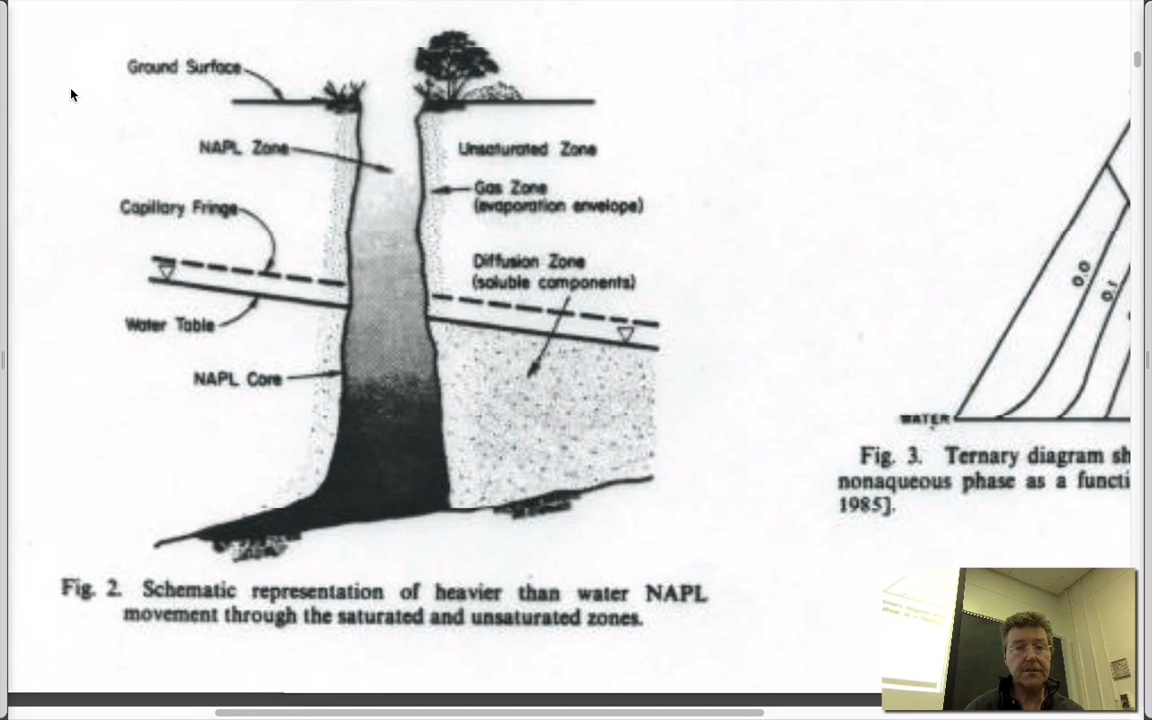 Ground Surface
NAPL Zone
Unsaturated Zone
Gas Zone
(evaporation envelope)
Capillary Fringe
Diffusion Zone
(soluble components)
Water Table
NAPL Core
Fig. 2. Schematic representation of heavier than water NAPL
movement through the saturated and unsaturated zones.
0.0
0.1
WATER
Fig. 3. Ternary diagram sh
nonaqueous phase as a functi
1985].